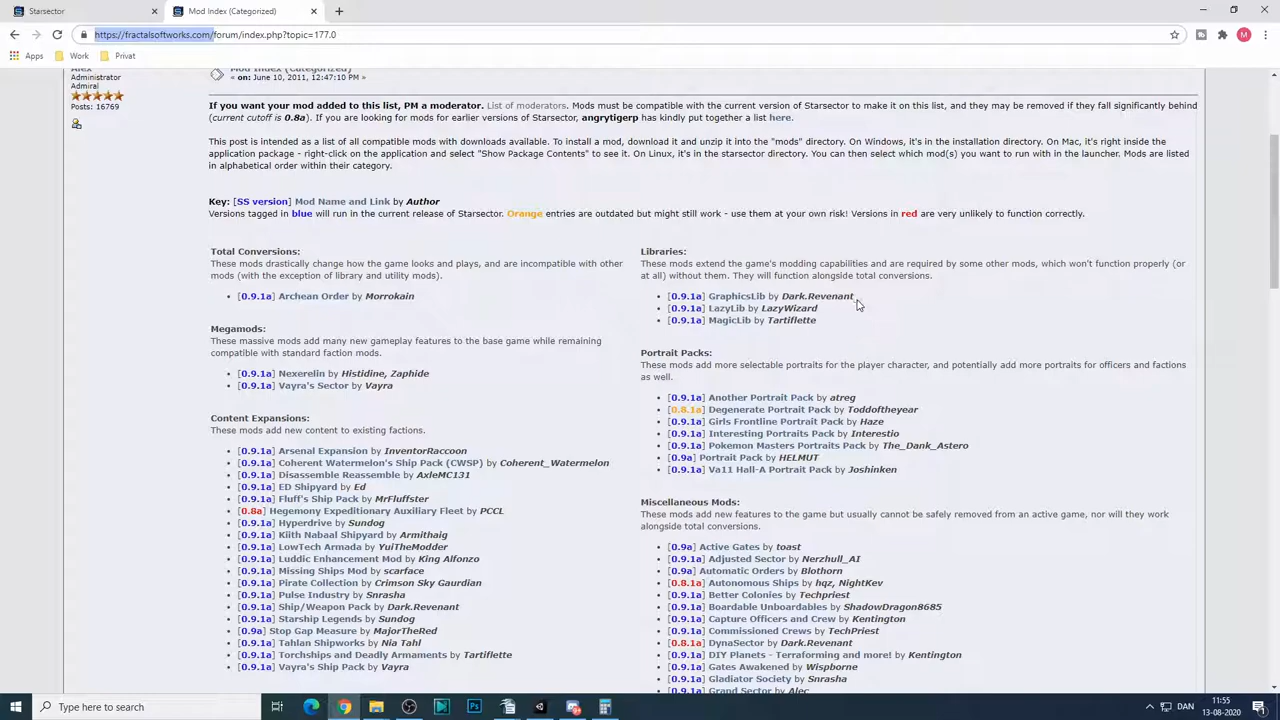 Starsector
Mod Index (Categorized)
https://fractalsoftworks.com/forum/index.php?topic=177.0
M
Apps
Work
Privat
Administrator
Admiral
Posts: 16769
Mod Index (Categorized)
« on: June 10, 2011, 12:47:10 PM »
If you want your mod added to this list, PM a moderator. List of moderators. Mods must be compatible with the current version of Starsector to make it on this list, and they may be removed if they fall significantly behind
(current cutoff is 0.8a). If you are looking for mods for earlier versions of Starsector, angrytigerp has kindly put together a list here.
This post is intended as a list of all compatible mods with downloads available. To install a mod, download it and unzip it into the "mods" directory. On Windows, it's in the installation directory. On Mac, it's right inside the
application package - right-click on the application and select "Show Package Contents" to see it. On Linux, it's in the starsector directory. You can then select which mod(s) you want to run with in the launcher. Mods are listed
in alphabetical order within their category.
Key: [SS version] Mod Name and Link by Author
Versions tagged in blue will run in the current release of Starsector. Orange entries are outdated but might still work - use them at your own risk! Versions in red are very unlikely to function correctly.
Total Conversions:
These mods drastically change how the game looks and plays, and are incompatible with other
mods (with the exception of library and utility mods).
[0.9.1a] Archean Order by Morrokain
Megamods:
These massive mods add many new gameplay features to the base game while remaining
compatible with standard faction mods.
[0.9.1a] Nexerelin by Histidine, Zaphide
[0.9.1a] Vayra's Sector by Vayra
Content Expansions:
These mods add new content to existing factions.
[0.9.1a] Arsenal Expansion by InventorRaccoon
[0.9.1a] Coherent Watermelon's Ship Pack (CWSP) by Coherent_Watermelon
[0.9.1a] Disassemble Reassemble by AxleMC131
[0.9.1a] ED Shipyard by Ed
[0.9.1a] Fluff's Ship Pack by MrFluffster
[0.8a] Hegemony Expeditionary Auxiliary Fleet by PCCL
[0.9.1a] Hyperdrive by Sundog
[0.9.1a] Kiith Nabaal Shipyard by Armithaig
[0.9.1a] LowTech Armada by YuiTheModder
[0.9.1a] Luddic Enhancement Mod by King Alfonzo
[0.9.1a] Missing Ships Mod by scarface
[0.9.1a] Pirate Collection by Crimson Sky Gaurdian
[0.9.1a] Pulse Industry by Snrasha
[0.9.1a] Ship/Weapon Pack by Dark.Revenant
[0.9.1a] Starship Legends by Sundog
[0.9a] Stop Gap Measure by MajorTheRed
[0.9.1a] Tahlan Shipworks by Nia Tahl
[0.9.1a] Torchships and Deadly Armaments by Tartiflette
[0.9.1a] Vayra's Ship Pack by Vayra
Libraries:
These mods extend the game's modding capabilities and are required by some other mods, which won't function properly (or
at all) without them. They will function alongside total conversions.
[0.9.1a] GraphicsLib by Dark.Revenant
[0.9.1a] LazyLib by LazyWizard
[0.9.1a] MagicLib by Tartiflette
Portrait Packs:
These mods add more selectable portraits for the player character, and potentially add more portraits for officers and factions
as well.
[0.9.1a] Another Portrait Pack by atreg
[0.8.1a] Degenerate Portrait Pack by Toddoftheyear
[0.9.1a] Girls Frontline Portrait Pack by Haze
[0.9.1a] Interesting Portraits Pack by Interestio
[0.9.1a] Pokemon Masters Portraits Pack by The_Dank_Astero
[0.9a] Portrait Pack by HELMUT
[0.9.1a] Va11 Hall-A Portrait Pack by Joshinken
Miscellaneous Mods:
These mods add new features to the game but usually cannot be safely removed from an active game, nor will they work
alongside total conversions.
[0.9a] Active Gates by toast
[0.9.1a] Adjusted Sector by Nerzhull_AI
[0.9a] Automatic Orders by Blothorn
[0.8.1a] Autonomous Ships by hqz, NightKev
[0.9.1a] Better Colonies by Techpriest
[0.9.1a] Boardable Unboardables by ShadowDragon8685
[0.9.1a] Capture Officers and Crew by Kentington
[0.9.1a] Commissioned Crews by TechPriest
[0.8.1a] DynaSector by Dark.Revenant
[0.9.1a] DIY Planets - Terraforming and more! by Kentington
[0.9.1a] Gates Awakened by Wispborne
[0.9.1a] Gladiator Society by Snrasha
[0.9.1a] Grand Sector by Alec
Type here to search
DAN
11:55
13-08-2020